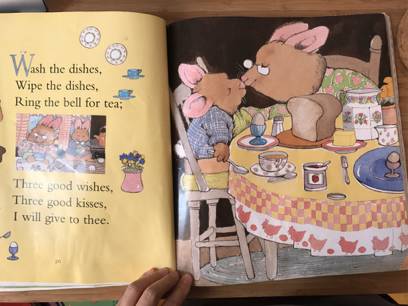 Wash the dishes,
Wipe the dishes,
Ring the bell for tea;
Three good wishes,
Three good kisses,
I will give to thee.